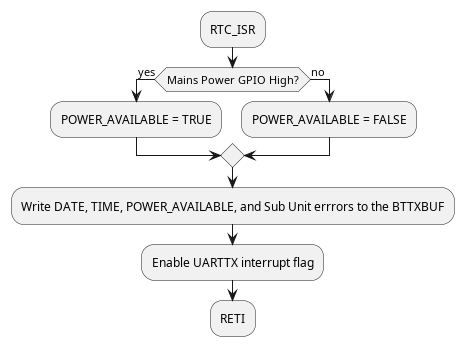 RTC_ISR
yes
Mains Power GPIO High?
no
POWER_AVAILABLE = TRUE
POWER_AVAILABLE = FALSE
Write DATE, TIME, POWER_AVAILABLE, and Sub Unit errrors to the BTTXBUF
Enable UARTTX interrupt flag
RETI